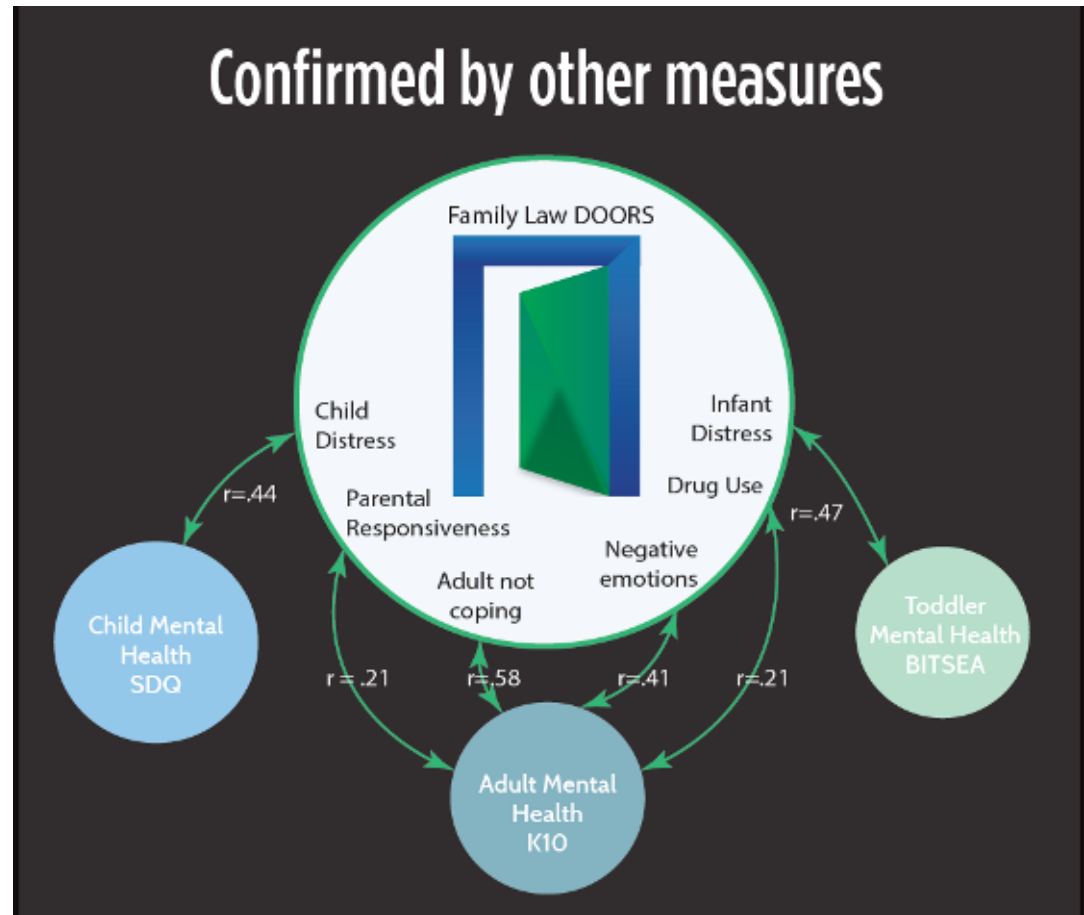 Confirmed by other measures
Family Law DOORS
Child
Distress
Infant
Distress
Parental
Responsiveness
Drug Use
Adult not
coping
Negative
emotions
r=.44
r=.47
r = .21
r=.58
r=.41
r=.21
Child Mental
Health
SDQ
Toddler
Mental Health
BITSEA
Adult Mental
Health
K10